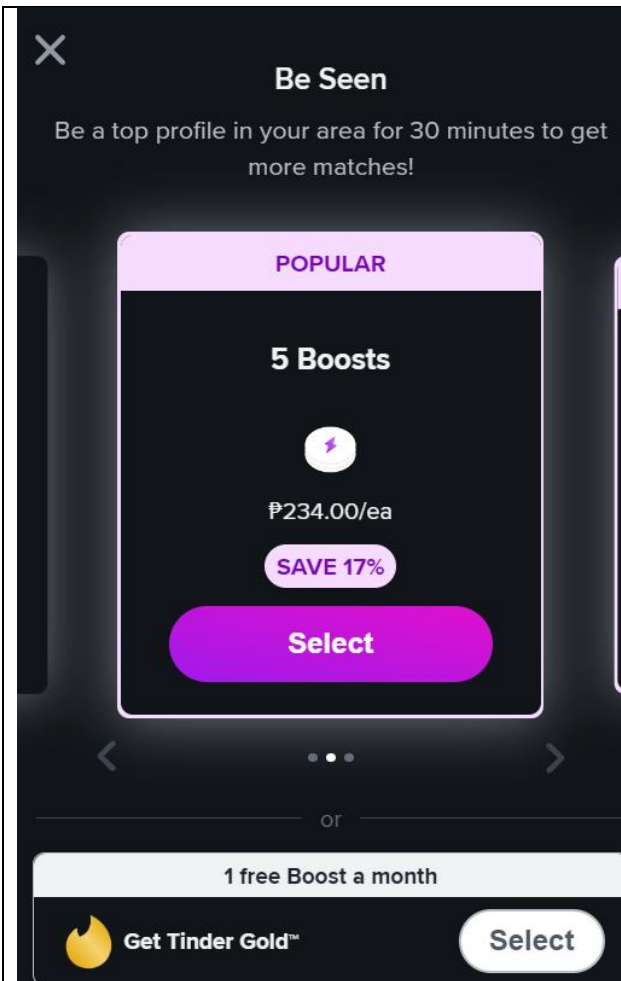 Be Seen
Be a top profile in your area for 30 minutes to get
more matches!
POPULAR
5 Boosts
₱234.00/ea
SAVE 17%
Select
or
1 free Boost a month
Get Tinder Gold™
Select